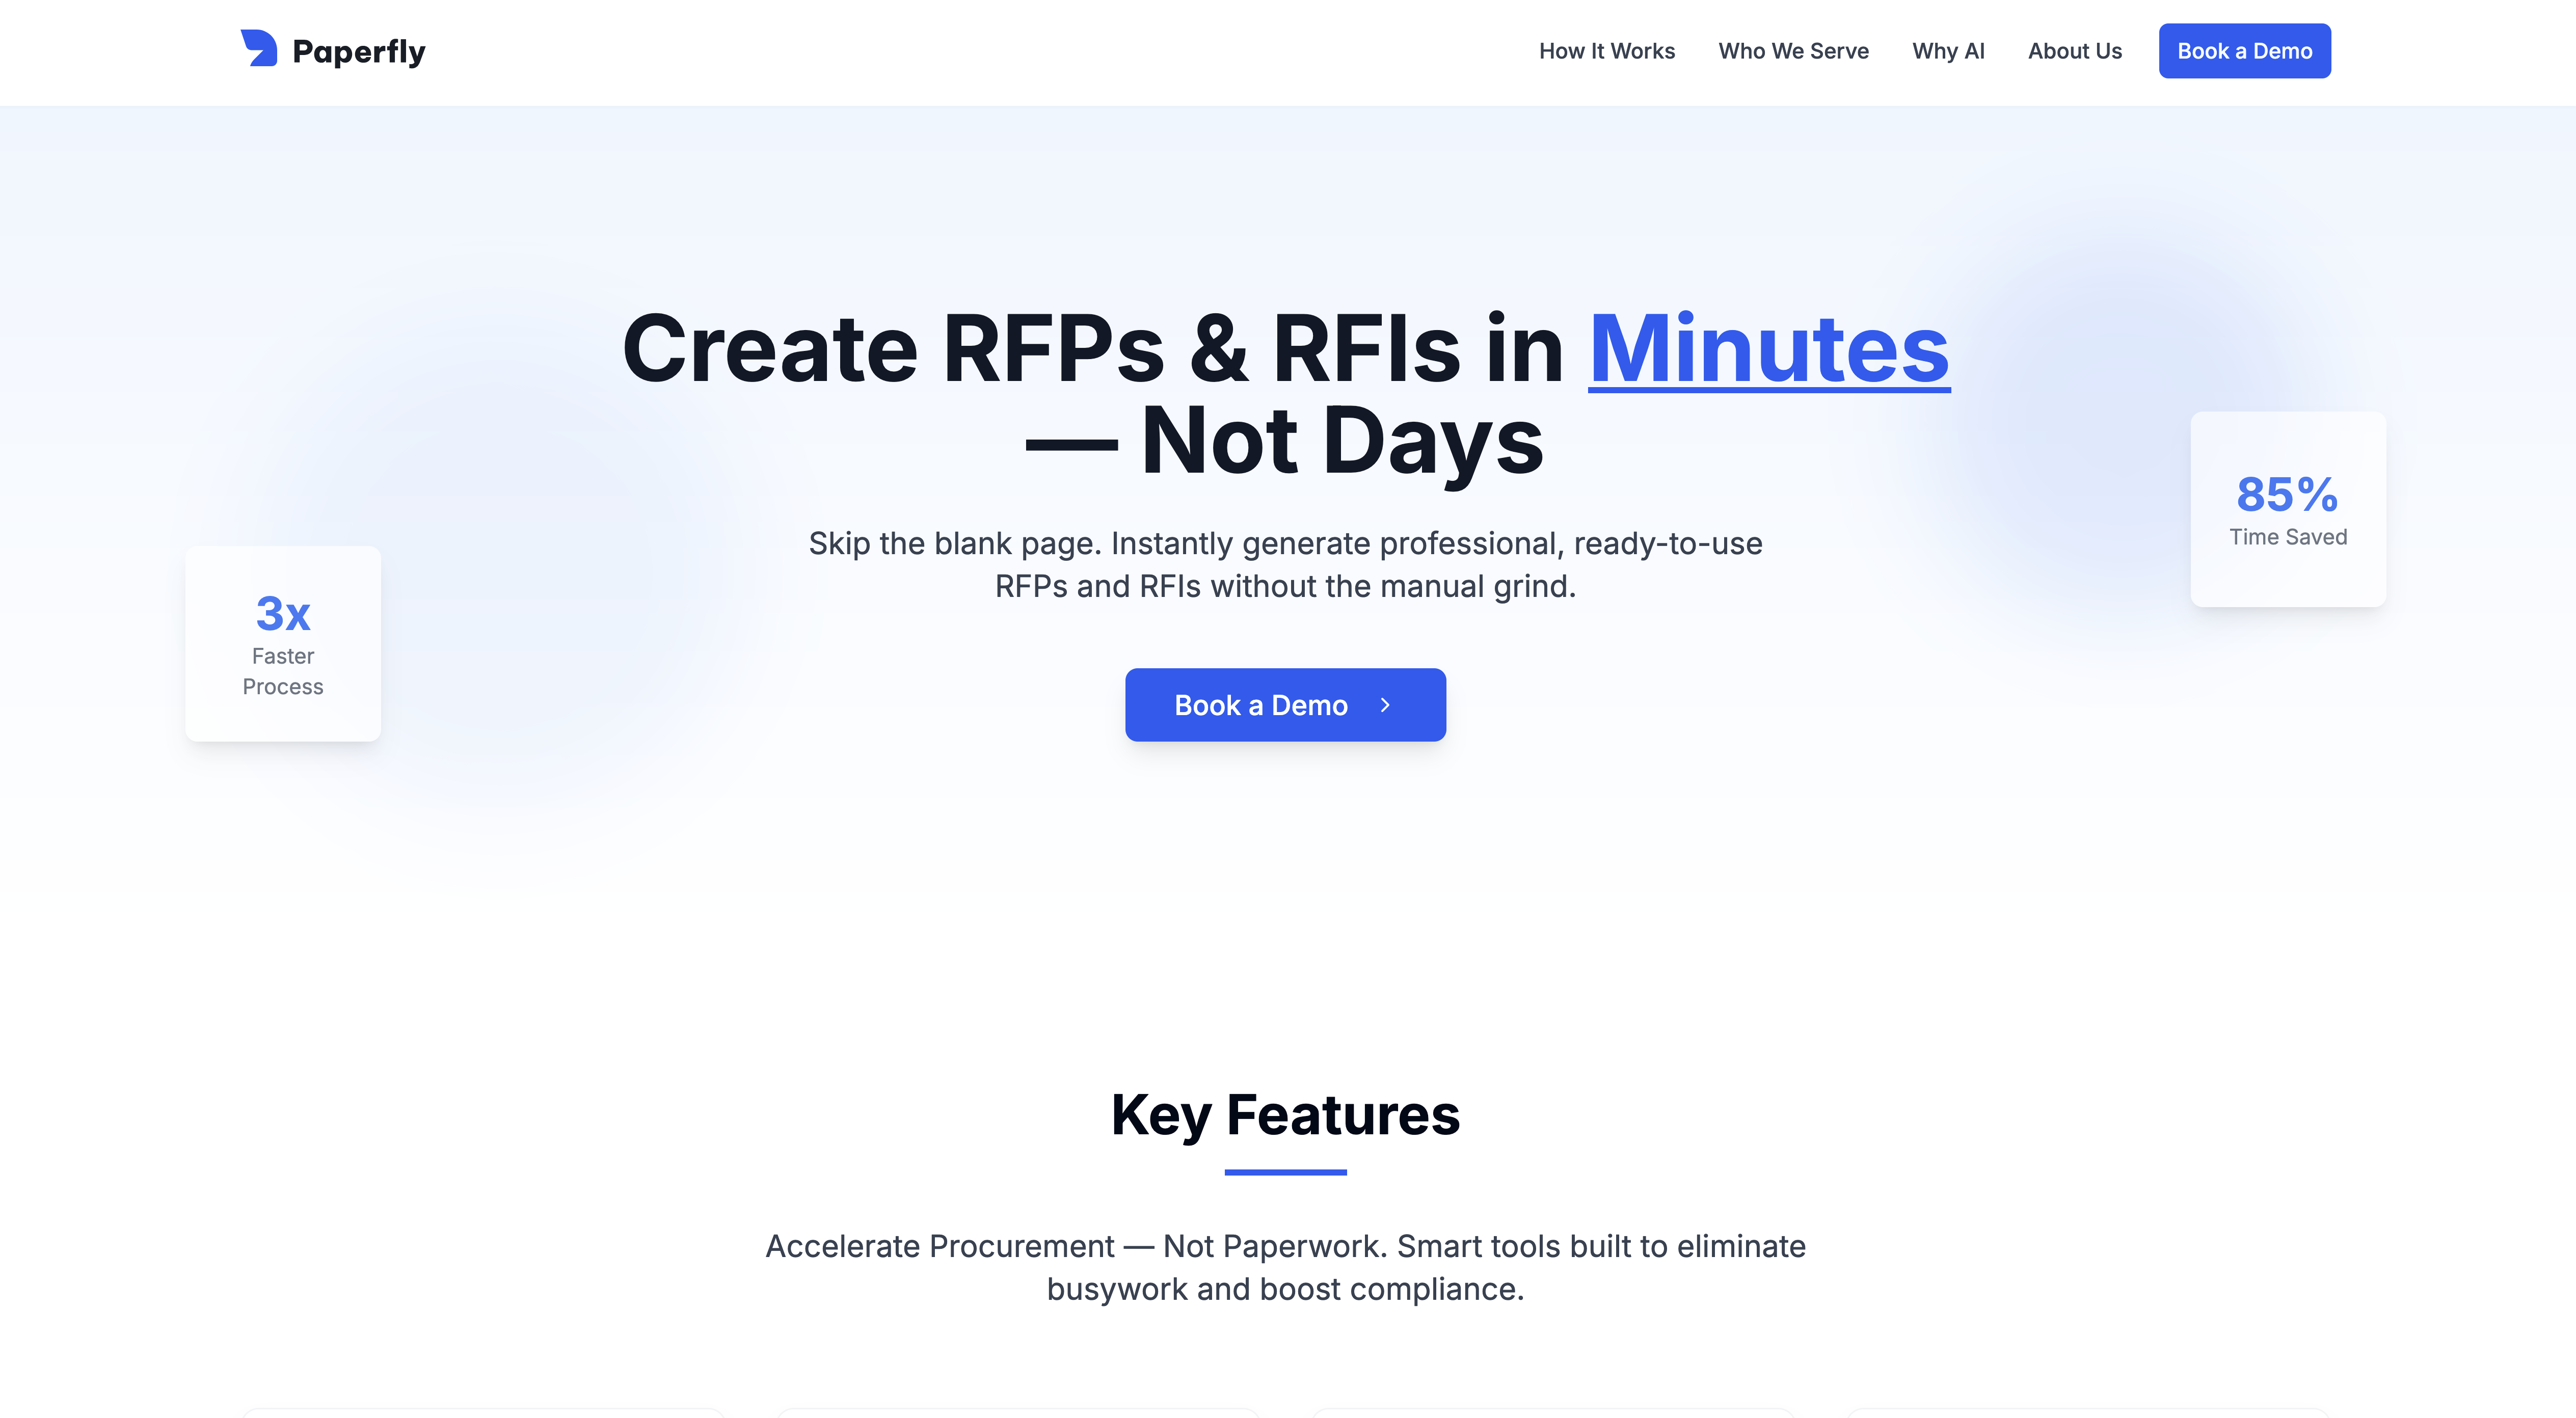 Paperfly
How It Works
Who We Serve
Why AI
About Us
Book a Demo
Create RFPs & RFIs in Minutes
— Not Days
Skip the blank page. Instantly generate professional, ready-to-use
RFPs and RFIs without the manual grind.
Book a Demo
85%
Time Saved
3x
Faster
Process
Key Features
Accelerate Procurement — Not Paperwork. Smart tools built to eliminate
busywork and boost compliance.